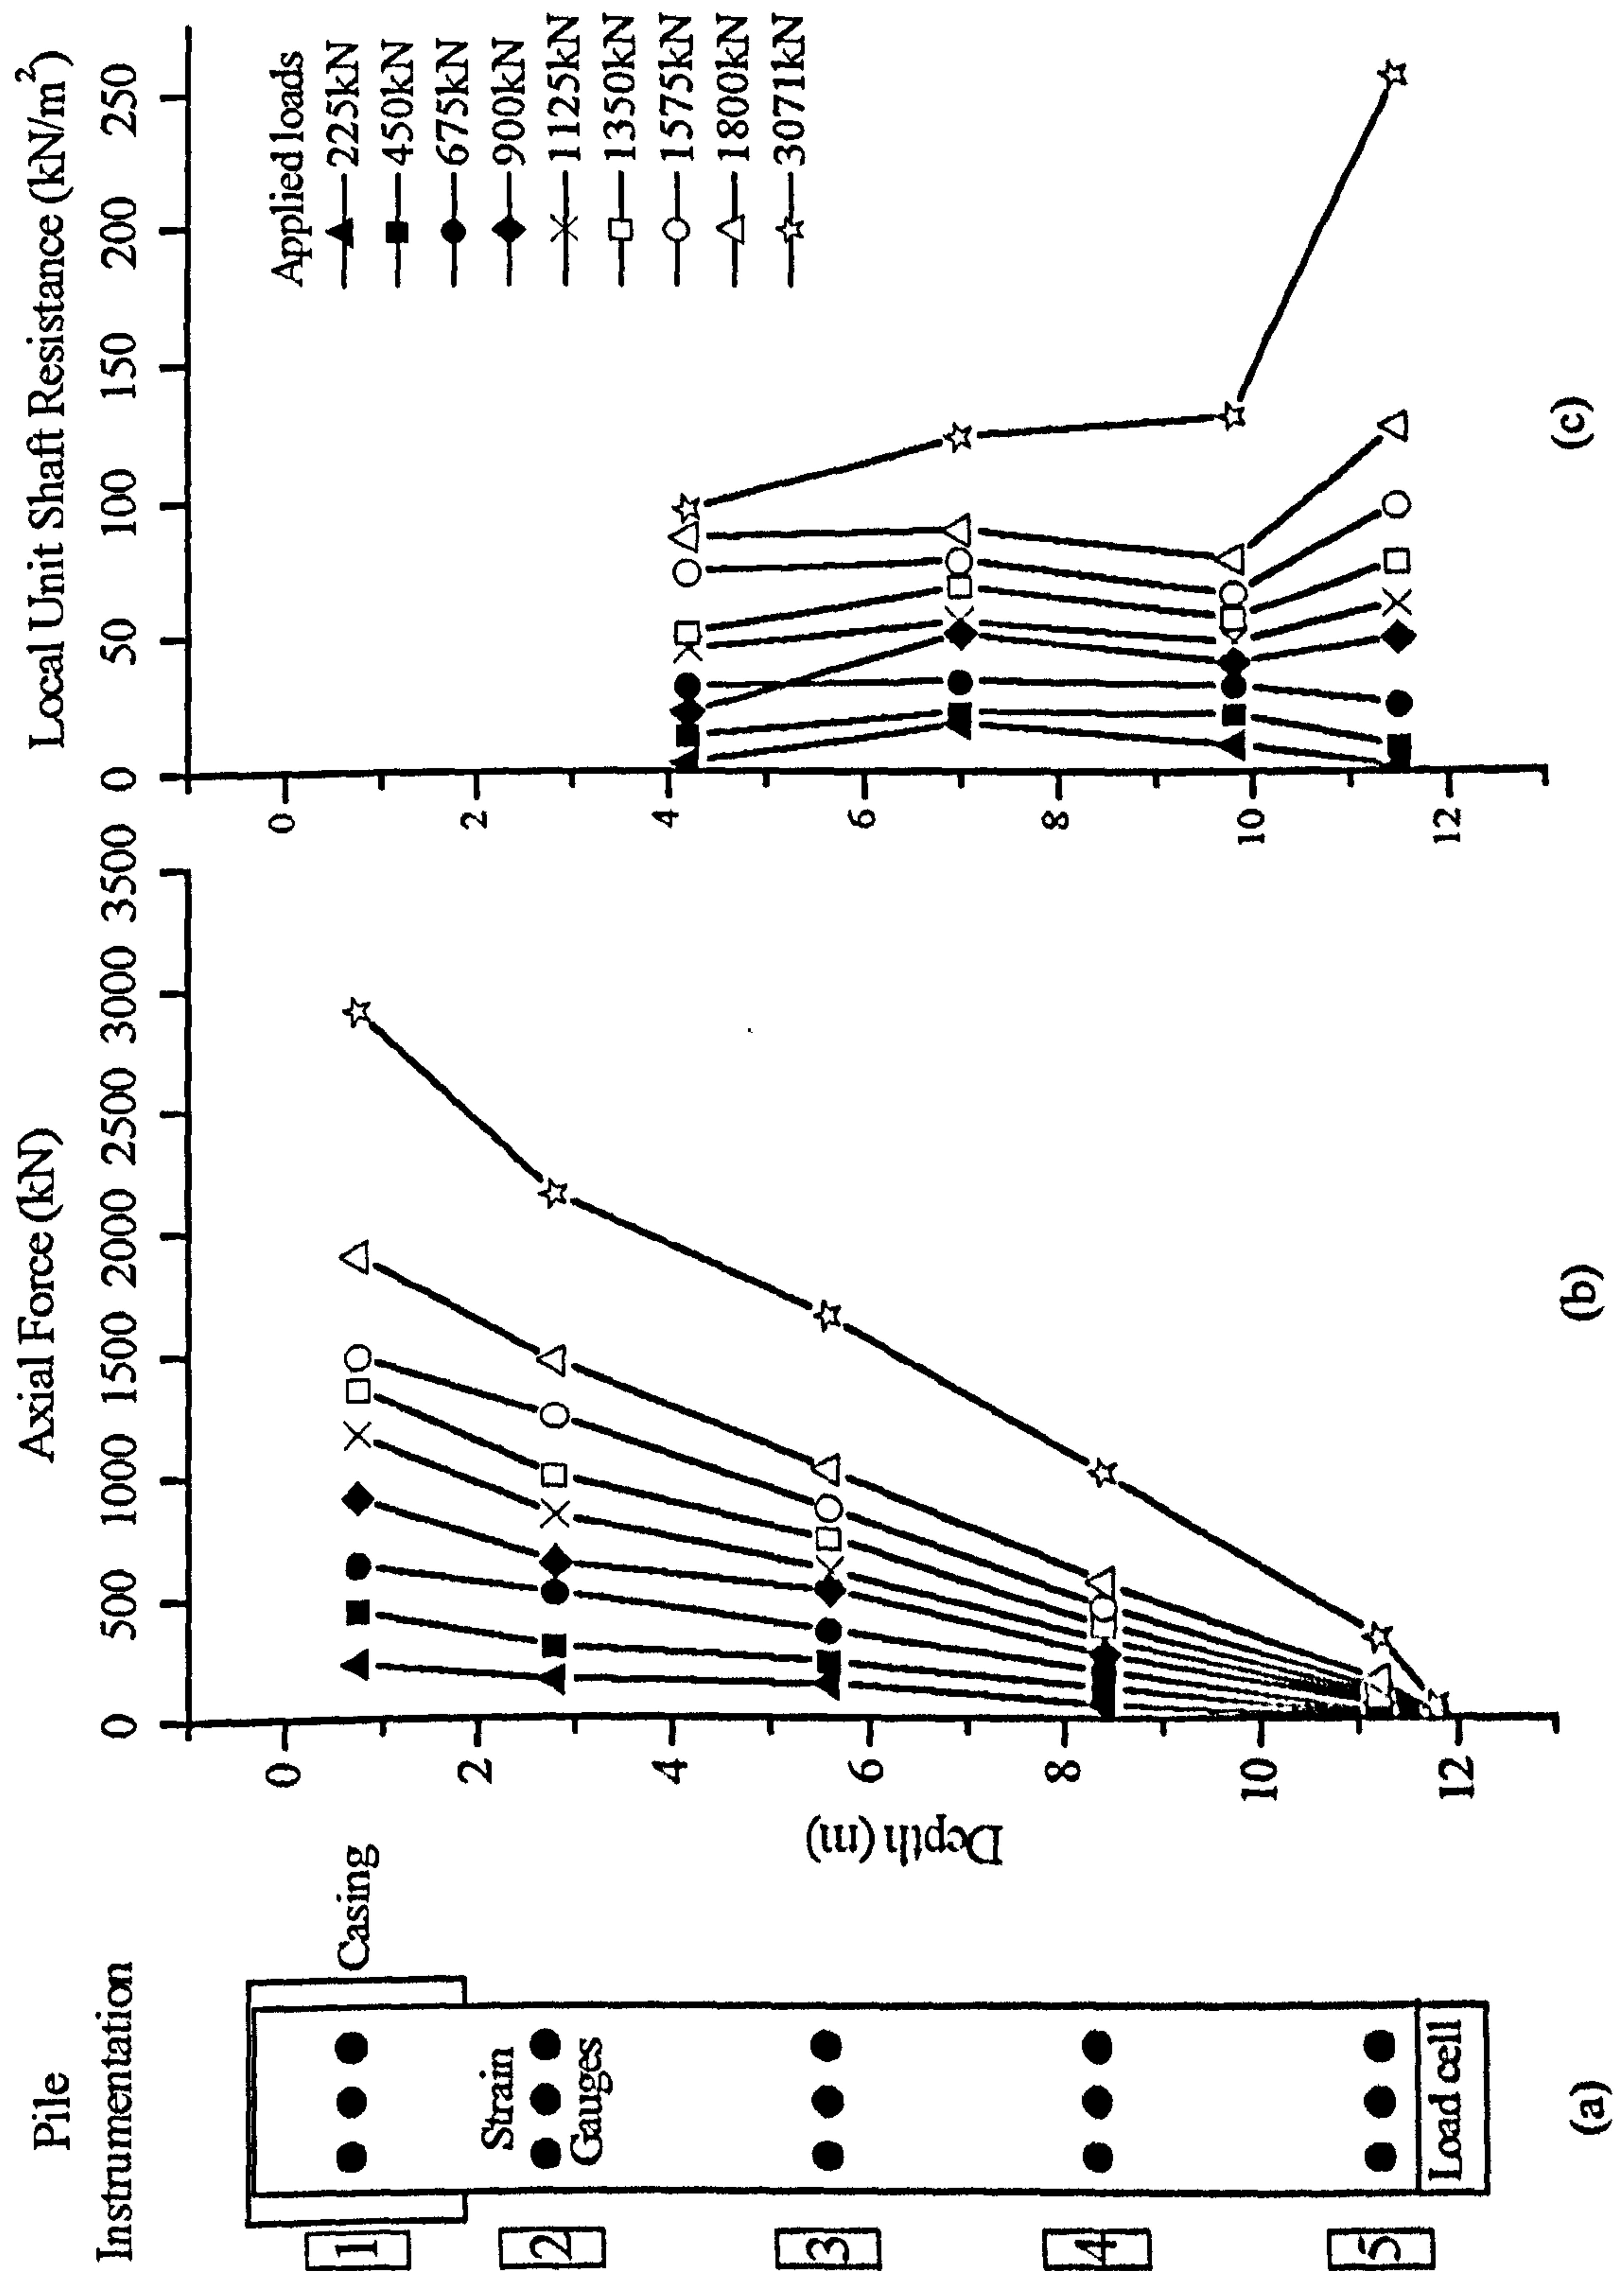 Pile
Instrumentation
Casing
Strain
Gauges
Load cell
1
2
3
4
5
(a)
Axial Force (kN)
0 500 1000 1500 2000 2500 3000 3500
Depth (m)
0
2
4
6
8
10
12
(b)
Local Unit Shaft Resistance (kN/m²)
0 50 100 150 200 250
0
2
4
6
8
10
12
Applied loads
225kN
450kN
675kN
900kN
1125kN
1350kN
1575kN
1800kN
3071kN
(c)